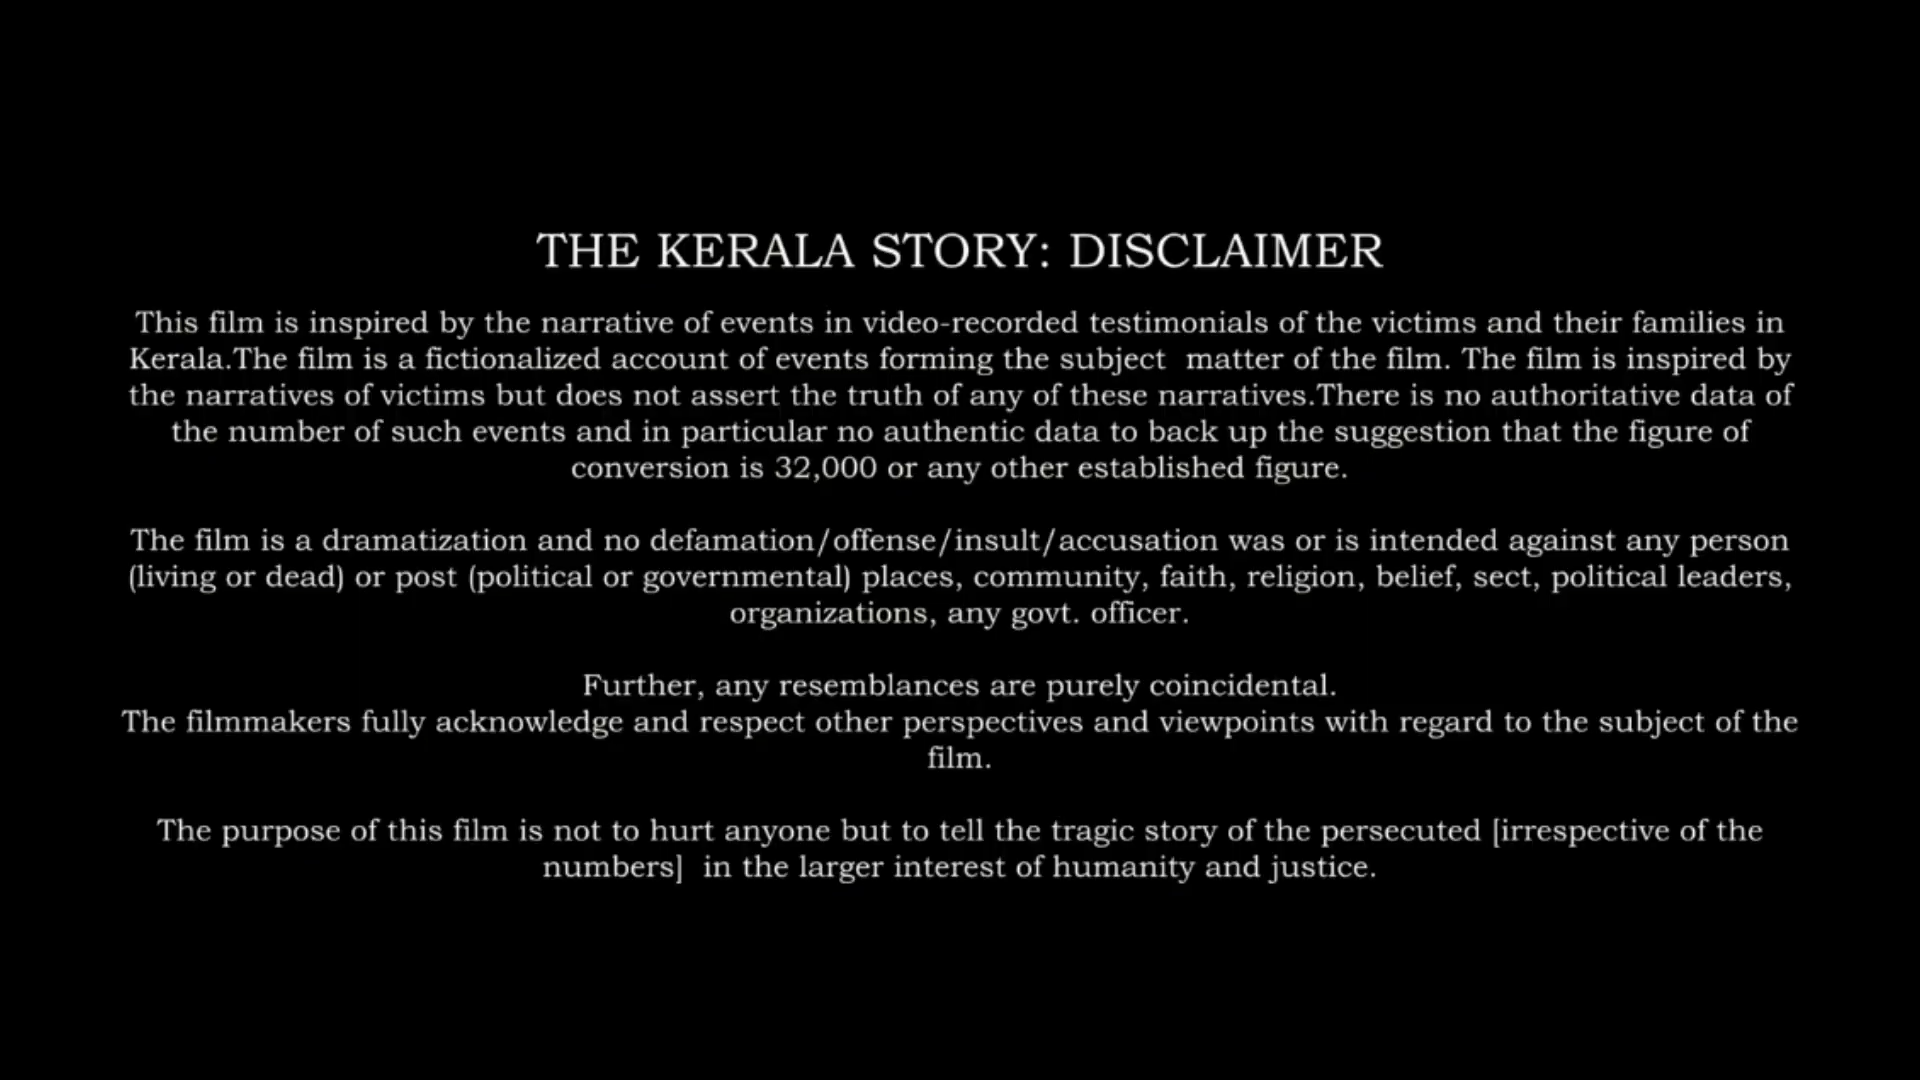 THE KERALA STORY: DISCLAIMER
This film is inspired by the narrative of events in video-recorded testimonials of the victims and their families in
Kerala.The film is a fictionalized account of events forming the subject  matter of the film. The film is inspired by
the narratives of victims but does not assert the truth of any of these narratives.There is no authoritative data of
the number of such events and in particular no authentic data to back up the suggestion that the figure of
conversion is 32,000 or any other established figure.
The film is a dramatization and no defamation/offense/insult/accusation was or is intended against any person
(living or dead) or post (political or governmental) places, community, faith, religion, belief, sect, political leaders,
organizations, any govt. officer.
Further, any resemblances are purely coincidental.
The filmmakers fully acknowledge and respect other perspectives and viewpoints with regard to the subject of the
film.
The purpose of this film is not to hurt anyone but to tell the tragic story of the persecuted [irrespective of the
numbers]  in the larger interest of humanity and justice.